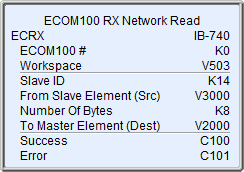 ECOM100 RX Network Read
ECRX IB-740
ECOM100 # K0
Workspace V503
Slave ID K14
From Slave Element (Src) V3000
Number Of Bytes K8
To Master Element (Dest) V2000
Success C100
Error C101